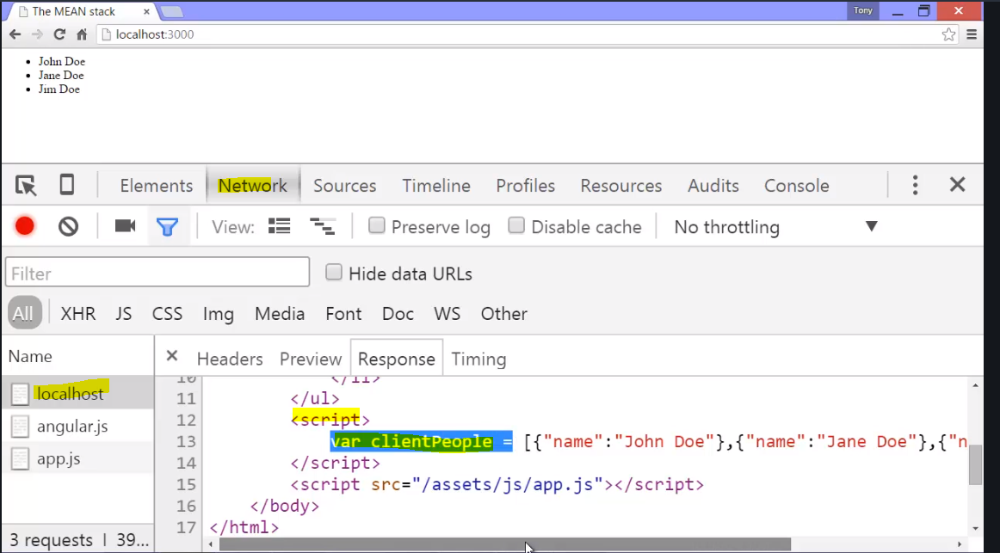 The MEAN stack
Tony
localhost:3000
John Doe
Jane Doe
Jim Doe
Elements Network Sources Timeline Profiles Resources Audits Console
View: Preserve log Disable cache No throttling
Filter Hide data URLs
All XHR JS CSS Img Media Font Doc WS Other
Name Headers Preview Response Timing
localhost
angular.js
app.js
3 requests | 39...
10 </li>
11 </ul>
12 <script>
13 var clientPeople = [{"name":"John Doe"},{"name":"Jane Doe"},{"n
14 </script>
15 <script src="/assets/js/app.js"></script>
16 </body>
17 </html>